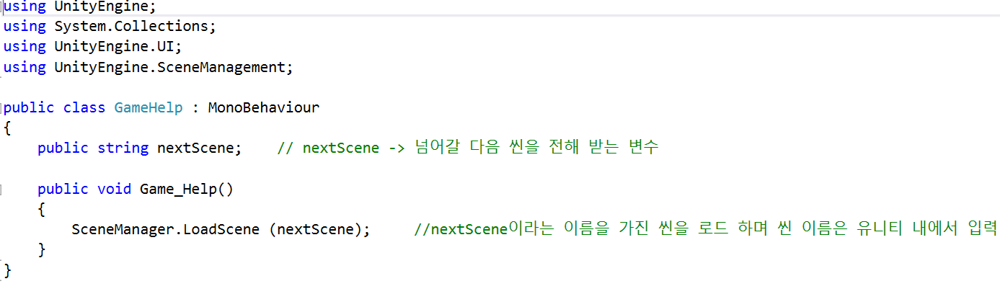 using UnityEngine;
using System.Collections;
using UnityEngine.UI;
using UnityEngine.SceneManagement;
public class GameHelp : MonoBehaviour
{
public string nextScene;    // nextScene -> 넘어갈 다음 씬을 전해 받는 변수
public void Game_Help()
{
SceneManager.LoadScene (nextScene);     //nextScene이라는 이름을 가진 씬을 로드 하며 씬 이름은 유니티 내에서 입력
}
}